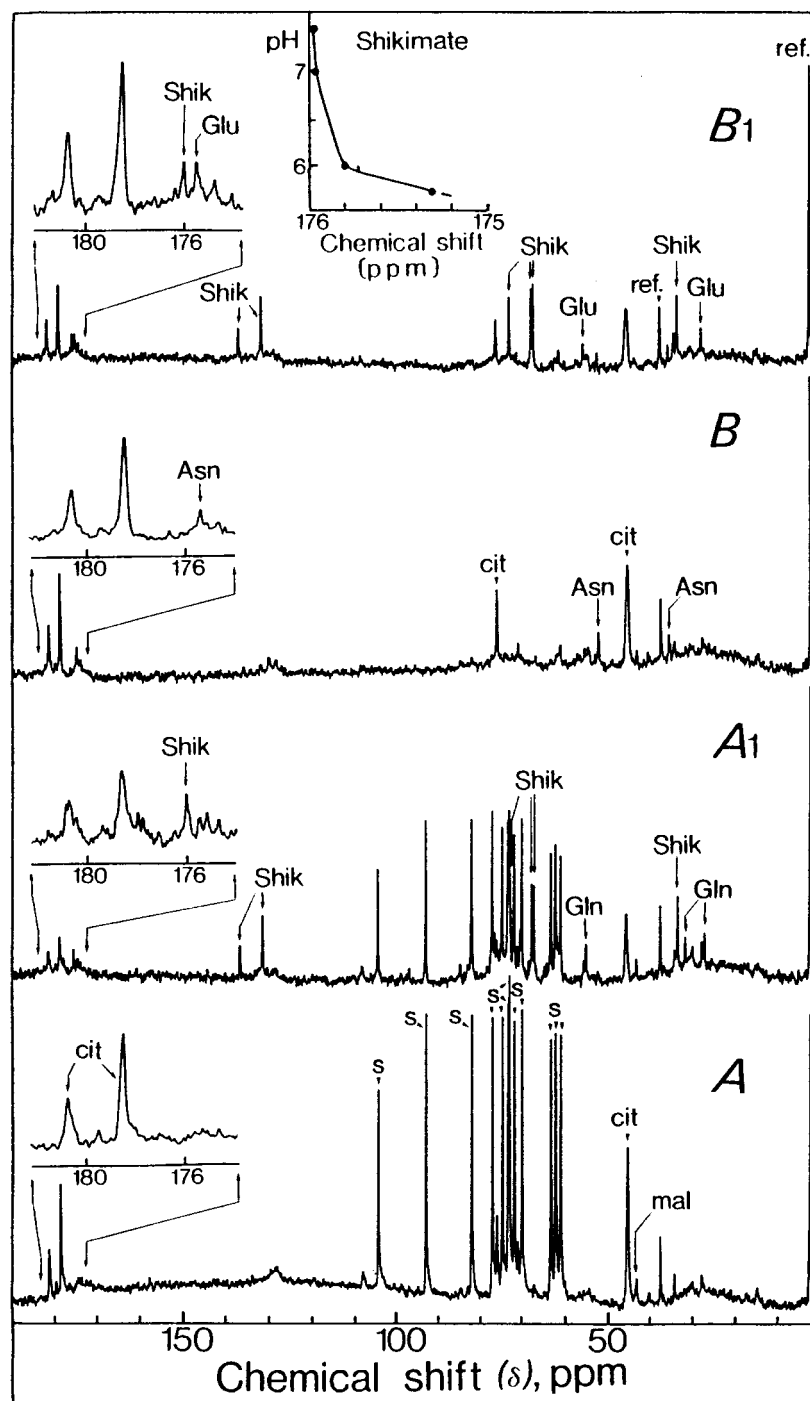 pH Shikimate ref.
7
6
176 175
Chemical shift
(ppm)
B1
Shik
Glu
180 176
Shik
Shik
Glu
ref.
Shik
Glu
B
Asn
180 176
cit
Asn
cit
Asn
A1
Shik
180 176
Shik
Shik
Gln
Shik
Gln
A
cit
180 176
s
s
s
s
s
s
cit
mal
150 100 50
Chemical shift (δ), ppm